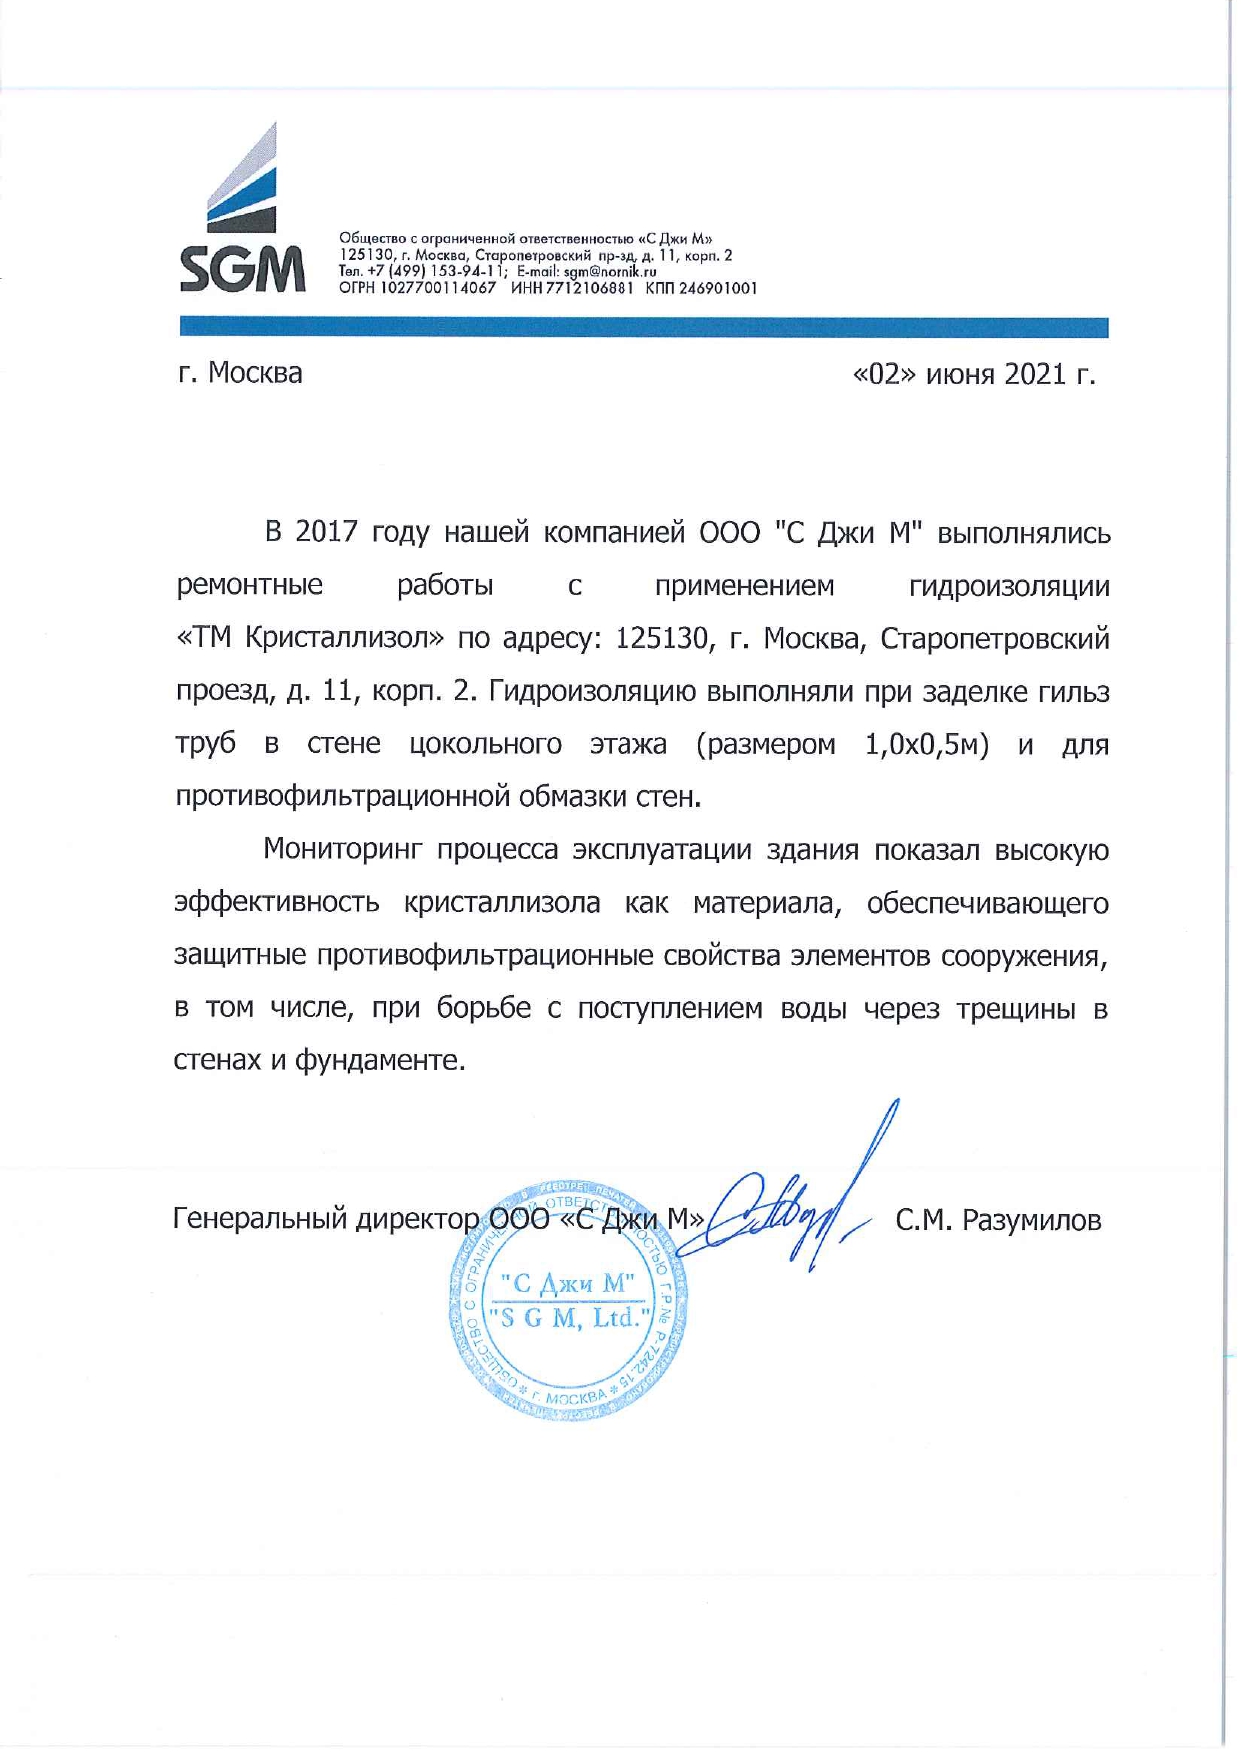 SGM
Общество с ограниченной ответственностью «С Джи М»
125130, г. Москва, Старопетровский пр-зд, д. 11, корп. 2
Тел. +7 (499) 153-94-11; E-mail: sgm@nornik.ru
ОГРН 1027700114067 ИНН 7712106881 КПП 246901001
г. Москва «02» июня 2021 г.
В 2017 году нашей компанией ООО "С Джи М" выполнялись
ремонтные работы с применением гидроизоляции
«ТМ Кристаллизол» по адресу: 125130, г. Москва, Старопетровский
проезд, д. 11, корп. 2. Гидроизоляцию выполняли при заделке гильз
труб в стене цокольного этажа (размером 1,0х0,5м) и для
противофильтрационной обмазки стен.
Мониторинг процесса эксплуатации здания показал высокую
эффективность кристаллизола как материала, обеспечивающего
защитные противофильтрационные свойства элементов сооружения,
в том числе, при борьбе с поступлением воды через трещины в
стенах и фундаменте.
Генеральный директор ООО «С Джи М» С.М. Разумилов
ОБЩЕСТВО С ОГРАНИЧЕННОЙ ОТВЕТСТВЕННОСТЬЮ Г.Р.№ Р-7242.15
* г. МОСКВА *
"С Джи М"
"S G M, Ltd."